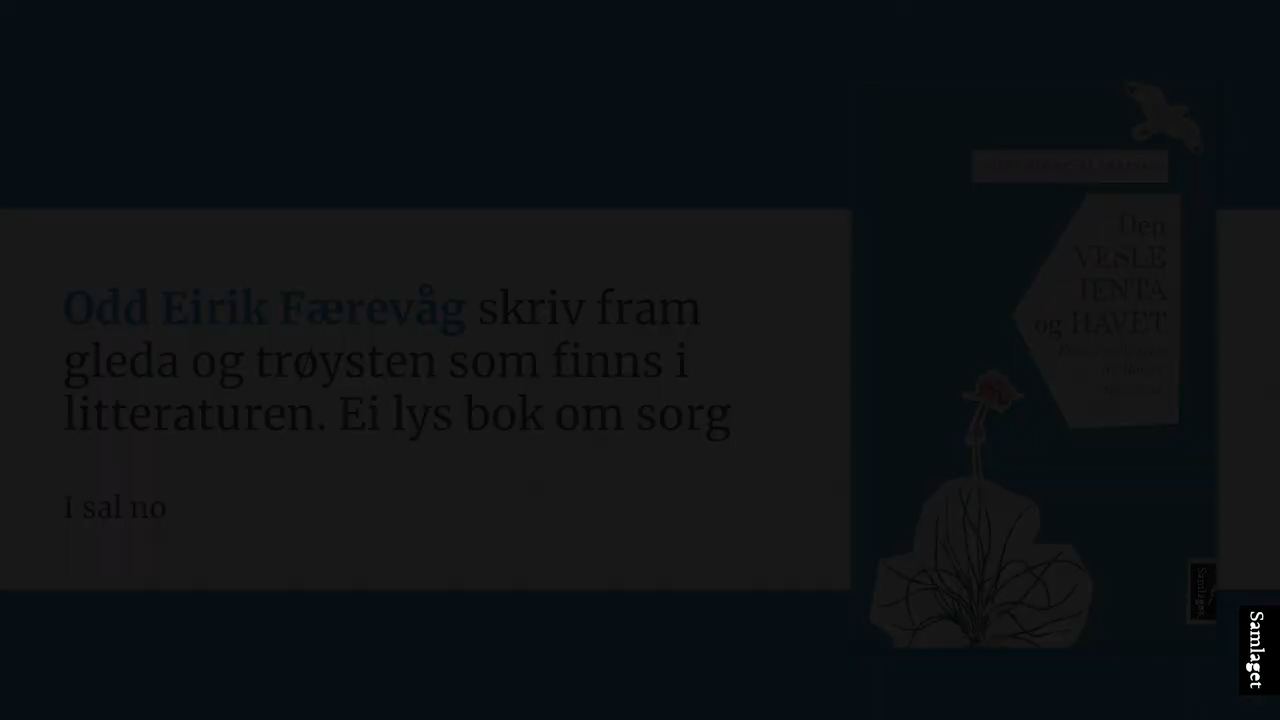 Odd Eirik Færevåg skriv fram
gleda og trøysten som finns i
litteraturen. Ei lys bok om sorg
I sal no
Den
VESLE
JENTA
og HAVET
Samlaget
Samlaget